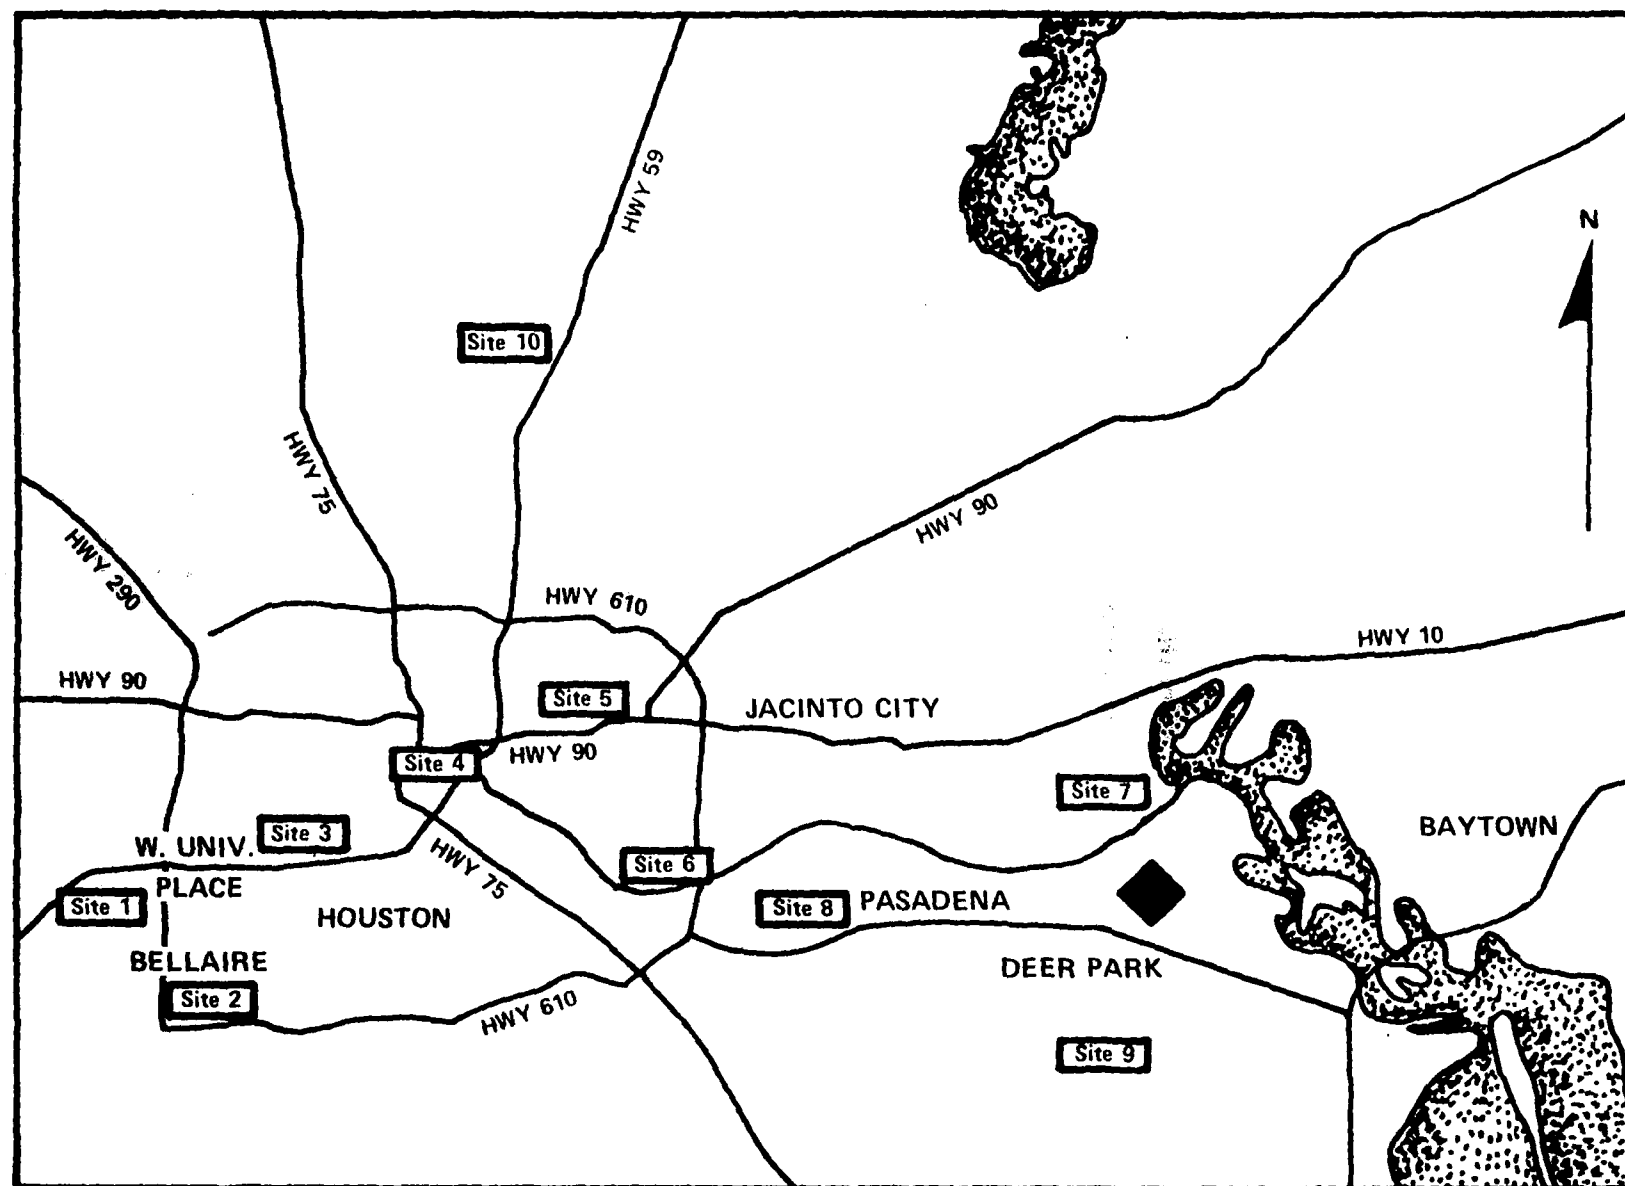 HWY 59
N
Site 10
HWY 75
HWY 90
HWY 290
HWY 610
HWY 10
HWY 90
Site 5
JACINTO CITY
HWY 90
Site 4
Site 7
BAYTOWN
Site 3
W. UNIV.
PLACE
HWY 75
Site 6
Site 1
HOUSTON
Site 8
PASADENA
BELLAIRE
DEER PARK
Site 2
HWY 610
Site 9